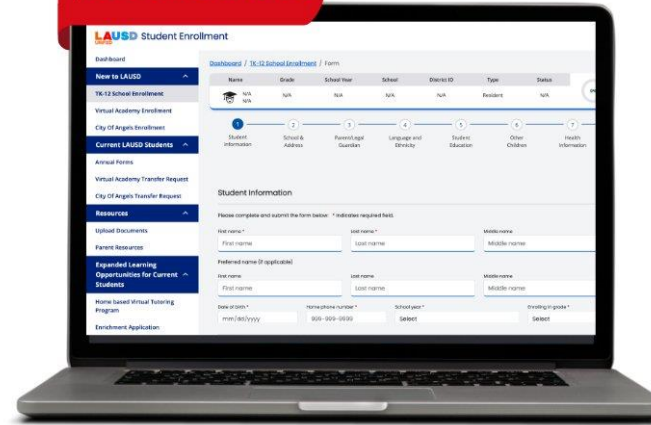 LAUSD Student Enrollment
UNIFIED
Dashboard
New to LAUSD
TK-12 School Enrollment
Virtual Academy Enrollment
City Of Angels Enrollment
Current LAUSD Students
Annual Forms
Virtual Academy Transfer Request
City Of Angels Transfer Request
Resources
Upload Documents
Parent Resources
Expanded Learning
Opportunities for Current
Students
Home based Virtual Tutoring
Program
Enrichment Application
Dashboard / TK-12 School Enrollment / Form
Name Grade School Year School District ID Type Status
N/A N/A N/A N/A N/A Resident N/A
N/A
1 2 3 4 5 6 7
Student Information
School & Address
Parent/Legal Guardian
Language and Ethnicity
Student Education
Other Children
Health Information
Student Information
Please complete and submit the form below. * Indicates required field.
First name * Last name * Middle name
First name Last name Middle name
Preferred name (if applicable)
First name Last name Middle name
First name Last name Middle name
Date of birth * Home phone number * School year * Enrolling in grade *
mm/dd/yyyy 999-999-9999 Select Select